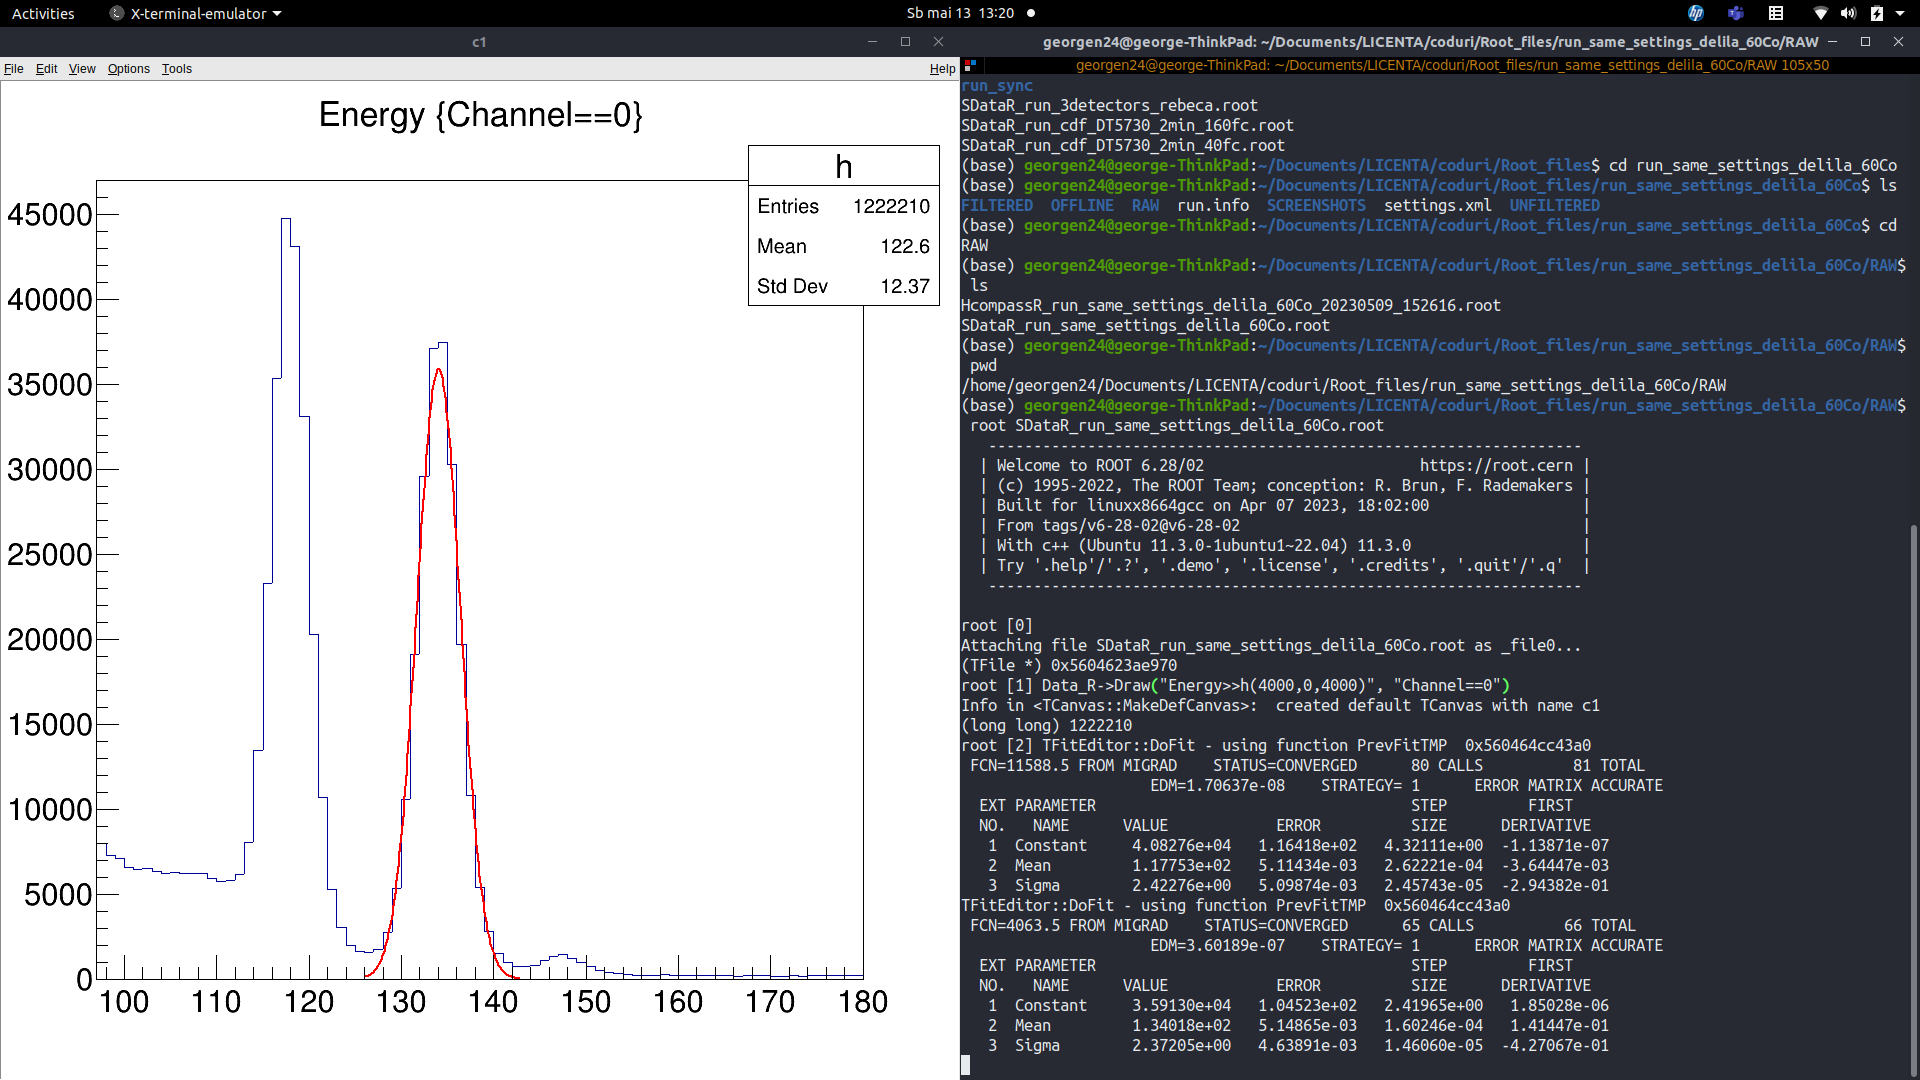 Activities X-terminal-emulator Sb mai 13 13:20
c1
File Edit View Options Tools Help
Energy {Channel==0}
h
Entries 1222210
Mean 122.6
Std Dev 12.37
45000
40000
35000
30000
25000
20000
15000
10000
5000
0
100 110 120 130 140 150 160 170 180
georgen24@george-ThinkPad: ~/Documents/LICENTA/coduri/Root_files/run_same_settings_delila_60Co/RAW
georgen24@george-ThinkPad: ~/Documents/LICENTA/coduri/Root_files/run_same_settings_delila_60Co/RAW 105x50
run_sync
SDataR_run_3detectors_rebeca.root
SDataR_run_cdf_DT5730_2min_160fc.root
SDataR_run_cdf_DT5730_2min_40fc.root
(base) georgen24@george-ThinkPad:~/Documents/LICENTA/coduri/Root_files$ cd run_same_settings_delila_60Co
(base) georgen24@george-ThinkPad:~/Documents/LICENTA/coduri/Root_files/run_same_settings_delila_60Co$ ls
FILTERED OFFLINE RAW run.info SCREENSHOTS settings.xml UNFILTERED
(base) georgen24@george-ThinkPad:~/Documents/LICENTA/coduri/Root_files/run_same_settings_delila_60Co$ cd
RAW
(base) georgen24@george-ThinkPad:~/Documents/LICENTA/coduri/Root_files/run_same_settings_delila_60Co/RAW$
ls
HcompassR_run_same_settings_delila_60Co_20230509_152616.root
SDataR_run_same_settings_delila_60Co.root
(base) georgen24@george-ThinkPad:~/Documents/LICENTA/coduri/Root_files/run_same_settings_delila_60Co/RAW$
pwd
/home/georgen24/Documents/LICENTA/coduri/Root_files/run_same_settings_delila_60Co/RAW
(base) georgen24@george-ThinkPad:~/Documents/LICENTA/coduri/Root_files/run_same_settings_delila_60Co/RAW$
root SDataR_run_same_settings_delila_60Co.root
------------------------------------------------------------------
| Welcome to ROOT 6.28/02 https://root.cern |
| (c) 1995-2022, The ROOT Team; conception: R. Brun, F. Rademakers |
| Built for linuxx8664gcc on Apr 07 2023, 18:02:00 |
| From tags/v6-28-02@v6-28-02 |
| With c++ (Ubuntu 11.3.0-1ubuntu1~22.04) 11.3.0 |
| Try '.help'/'.?', '.demo', '.license', '.credits', '.quit'/'.q' |
------------------------------------------------------------------
root [0]
Attaching file SDataR_run_same_settings_delila_60Co.root as _file0...
(TFile *) 0x5604623ae970
root [1] Data_R->Draw("Energy>>h(4000,0,4000)", "Channel==0")
Info in <TCanvas::MakeDefCanvas>: created default TCanvas with name c1
(long long) 1222210
root [2] TFitEditor::DoFit - using function PrevFitTMP 0x560464cc43a0
FCN=11588.5 FROM MIGRAD STATUS=CONVERGED 80 CALLS 81 TOTAL
EDM=1.70637e-08 STRATEGY= 1 ERROR MATRIX ACCURATE
EXT PARAMETER STEP FIRST
NO. NAME VALUE ERROR SIZE DERIVATIVE
1 Constant 4.08276e+04 1.16418e+02 4.32111e+00 -1.13871e-07
2 Mean 1.17753e+02 5.11434e-03 2.62221e-04 -3.64447e-03
3 Sigma 2.42276e+00 5.09874e-03 2.45743e-05 -2.94382e-01
TFitEditor::DoFit - using function PrevFitTMP 0x560464cc43a0
FCN=4063.5 FROM MIGRAD STATUS=CONVERGED 65 CALLS 66 TOTAL
EDM=3.60189e-07 STRATEGY= 1 ERROR MATRIX ACCURATE
EXT PARAMETER STEP FIRST
NO. NAME VALUE ERROR SIZE DERIVATIVE
1 Constant 3.59130e+04 1.04523e+02 2.41965e+00 1.85028e-06
2 Mean 1.34018e+02 5.14865e-03 1.60246e-04 1.41447e-01
3 Sigma 2.37205e+00 4.63891e-03 1.46060e-05 -4.27067e-01